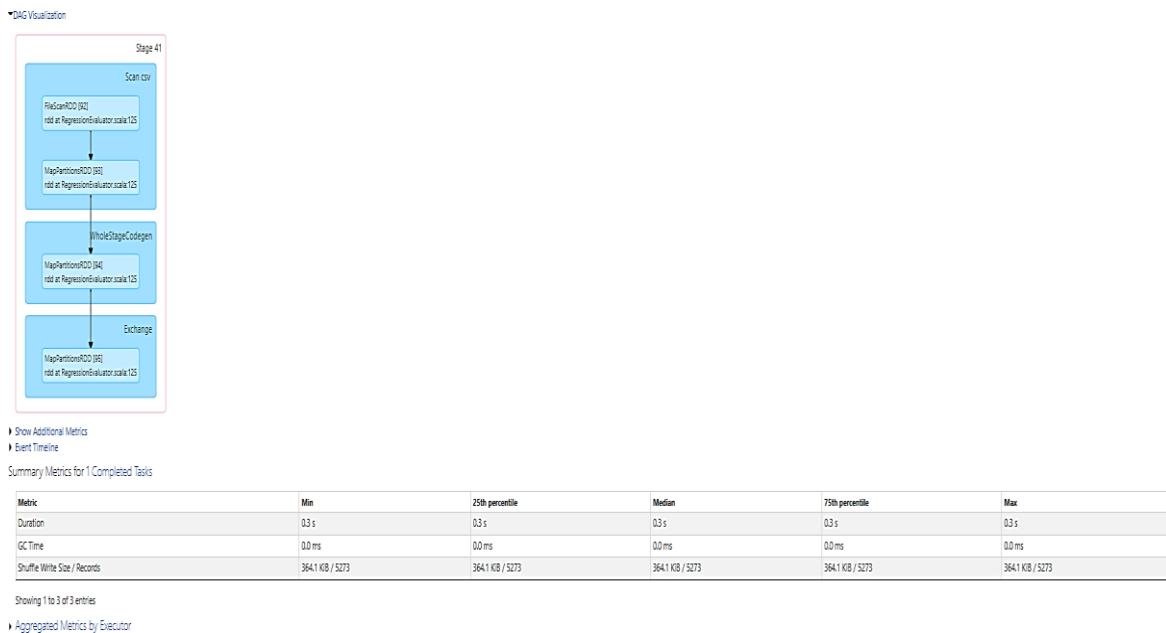 DAG Visualization
Stage 41
Scan csv
FileScanRDD [92]
rdd at RegressionEvaluator.scala:125
MapPartitionsRDD [93]
rdd at RegressionEvaluator.scala:125
WholeStageCodegen
MapPartitionsRDD [94]
rdd at RegressionEvaluator.scala:125
Exchange
MapPartitionsRDD [95]
rdd at RegressionEvaluator.scala:125
Show Additional Metrics
Event Timeline
Summary Metrics for 1 Completed Tasks
Metric Min 25th percentile Median 75th percentile Max
Duration 0.3 s 0.3 s 0.3 s 0.3 s 0.3 s
GC Time 0.0 ms 0.0 ms 0.0 ms 0.0 ms 0.0 ms
Shuffle Write Size / Records 364.1 KiB / 5273 364.1 KiB / 5273 364.1 KiB / 5273 364.1 KiB / 5273 364.1 KiB / 5273
Showing 1 to 3 of 3 entries
Aggregated Metrics by Executor